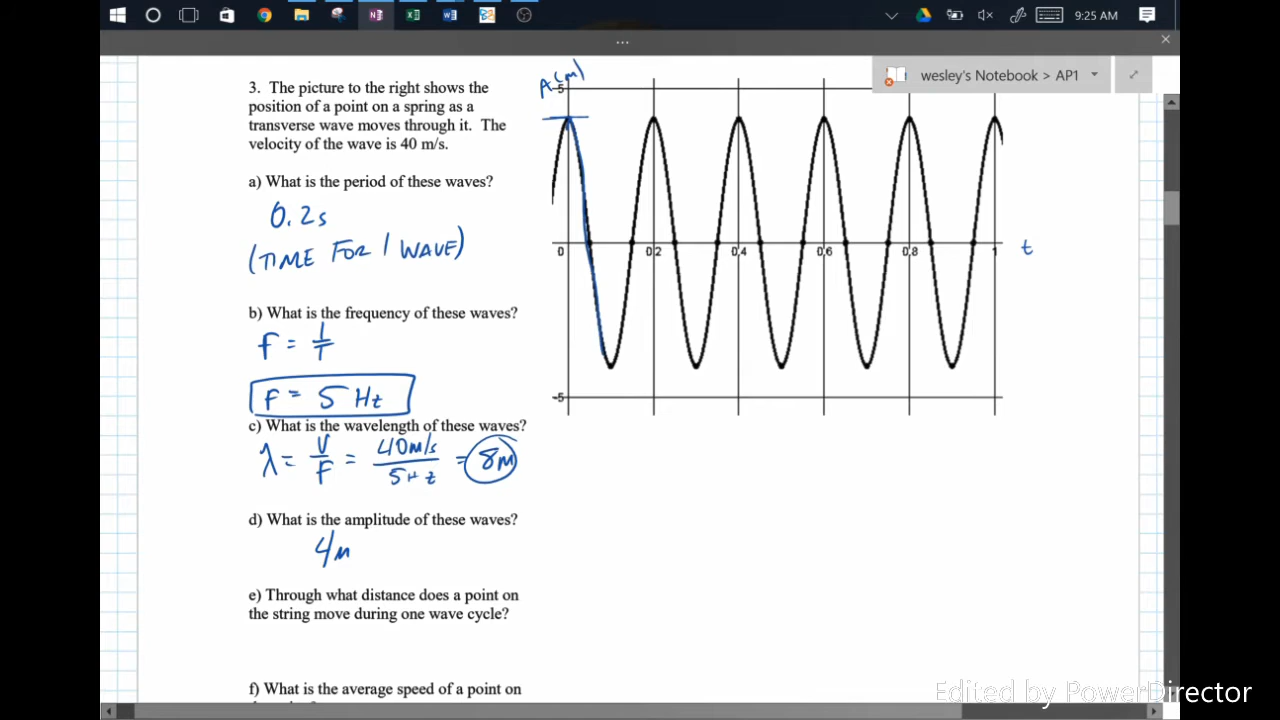 9:25 AM
...
wesley's Notebook > AP1
3. The picture to the right shows the
position of a point on a spring as a
transverse wave moves through it. The
velocity of the wave is 40 m/s.
a) What is the period of these waves?
0.2s
(TIME FOR 1 WAVE)
b) What is the frequency of these waves?
f = 1/T
f = 5 Hz
c) What is the wavelength of these waves?
λ = V/F = 40m/s / 5Hz = 8m
d) What is the amplitude of these waves?
4m
e) Through what distance does a point on
the string move during one wave cycle?
f) What is the average speed of a point on
A(m)
5
0 0.2 0.4 0.6 0.8 1 t
-5
Edited by PowerDirector